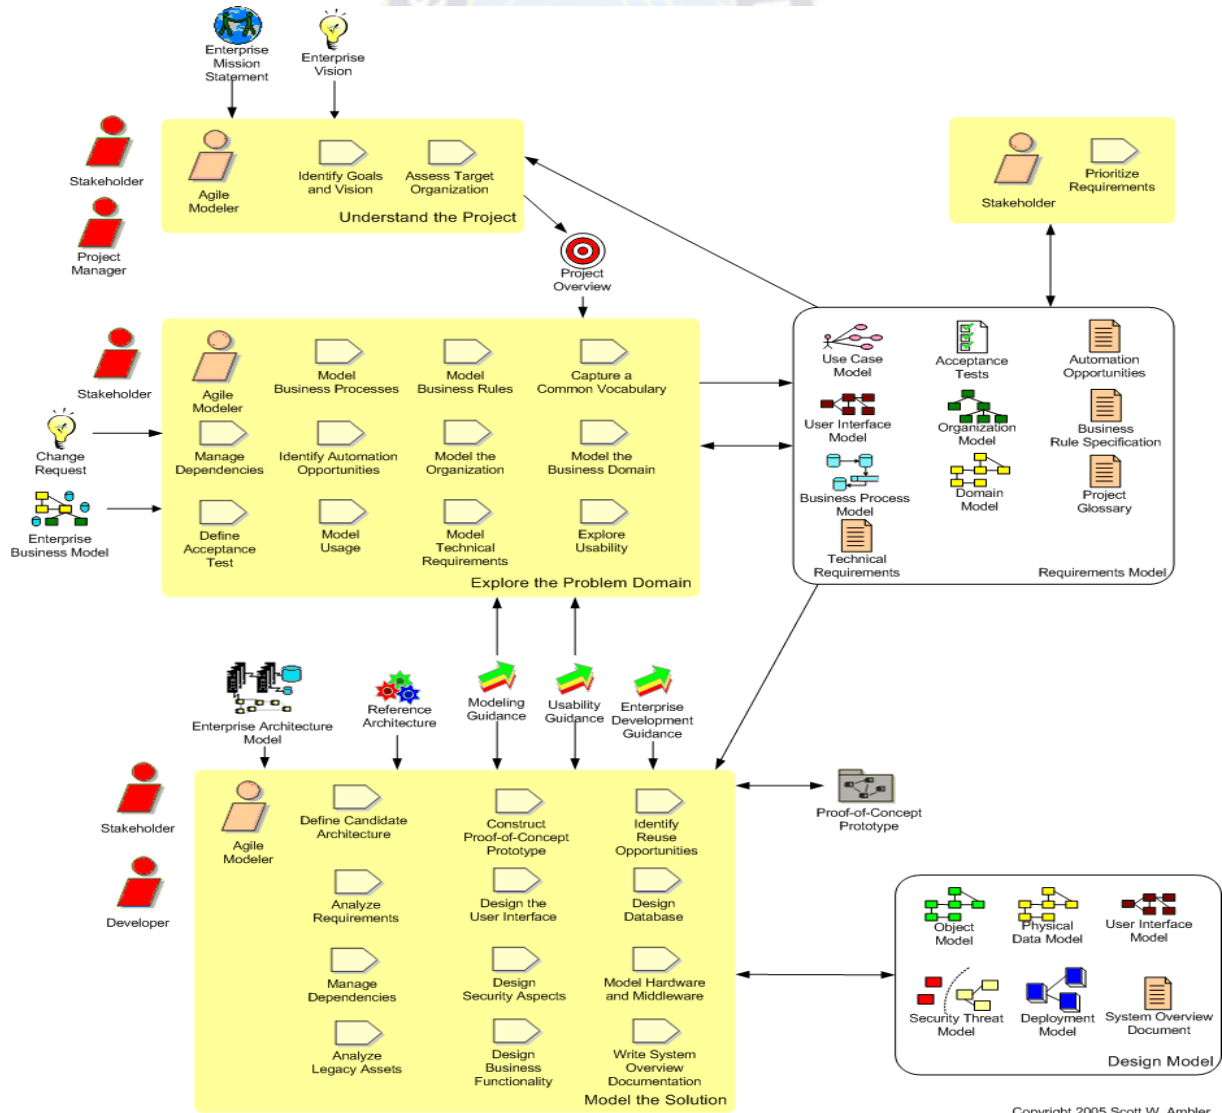 Enterprise
Mission
Statement
Enterprise
Vision
Stakeholder
Project
Manager
Agile
Modeler
Identify Goals
and Vision
Assess Target
Organization
Understand the Project
Stakeholder
Prioritize
Requirements
Project
Overview
Stakeholder
Change
Request
Enterprise
Business Model
Agile
Modeler
Model
Business Processes
Model
Business Rules
Capture a
Common Vocabulary
Manage
Dependencies
Identify Automation
Opportunities
Model the
Organization
Model the
Business Domain
Define
Acceptance
Test
Model
Usage
Model
Technical
Requirements
Explore
Usability
Explore the Problem Domain
Use Case
Model
Acceptance
Tests
Automation
Opportunities
User Interface
Model
Organization
Model
Business
Rule Specification
Business Process
Model
Domain
Model
Project
Glossary
Technical
Requirements
Requirements Model
Enterprise Architecture
Model
Reference
Architecture
Modeling
Guidance
Usability
Guidance
Enterprise
Development
Guidance
Stakeholder
Developer
Agile
Modeler
Define Candidate
Architecture
Construct
Proof-of-Concept
Prototype
Identify
Reuse
Opportunities
Analyze
Requirements
Design the
User Interface
Design
Database
Manage
Dependencies
Design
Security Aspects
Model Hardware
and Middleware
Analyze
Legacy Assets
Design
Business
Functionality
Write System
Overview
Documentation
Model the Solution
Proof-of-Concept
Prototype
Object
Model
Physical
Data Model
User Interface
Model
Security Threat
Model
Deployment
Model
System Overview
Document
Design Model
Copyright 2005 Scott W. Ambler